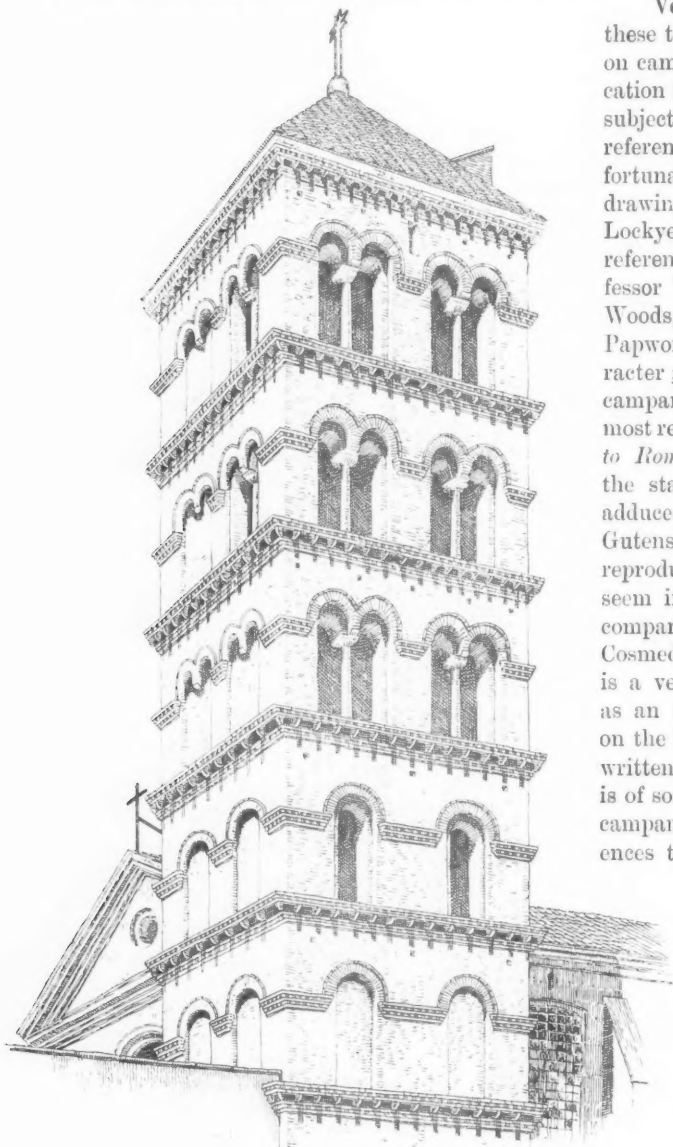 Ve
these t
on cam
cation
subject
referen
fortuna
drawin
Lockye
referen
fessor
Woods
Papwor
racter
campar
most re
to Rom
the sta
adduce
Gutens
reprodu
seem i
compar
Cosmed
is a ve
as an
on the
written
is of so
campar
ences t